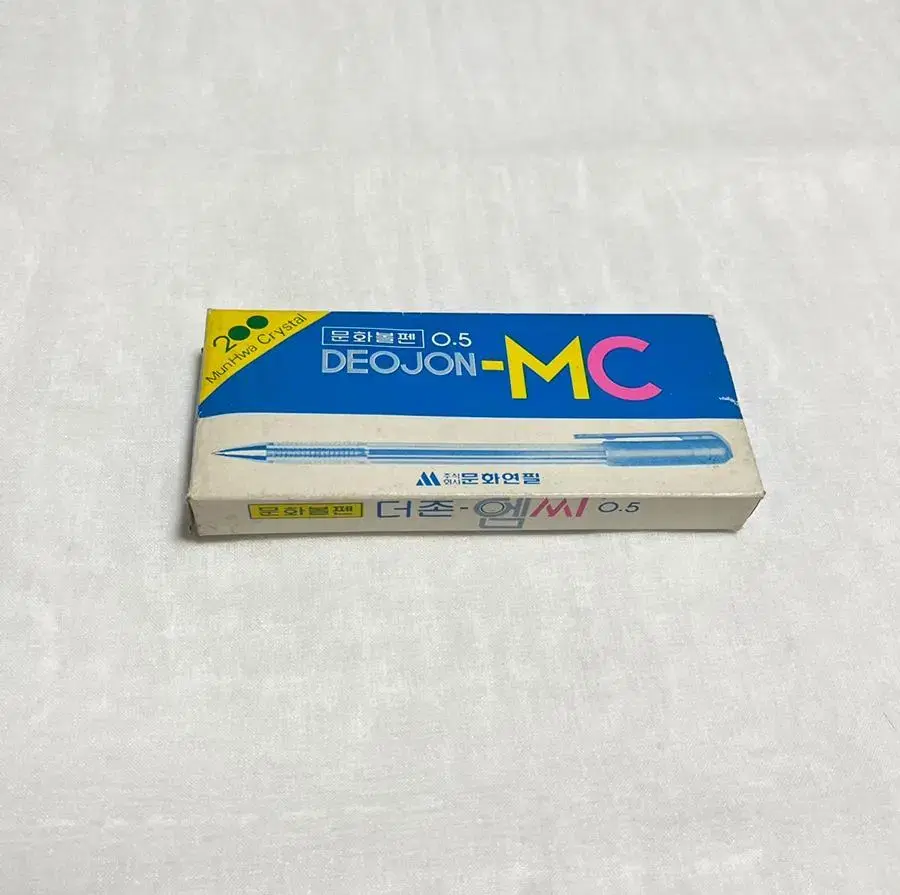 200
MunHwa Crystal
문화볼펜 0.5
DEOJON-MC
주식회사 문화연필
문화볼펜 더존-엠씨 0.5